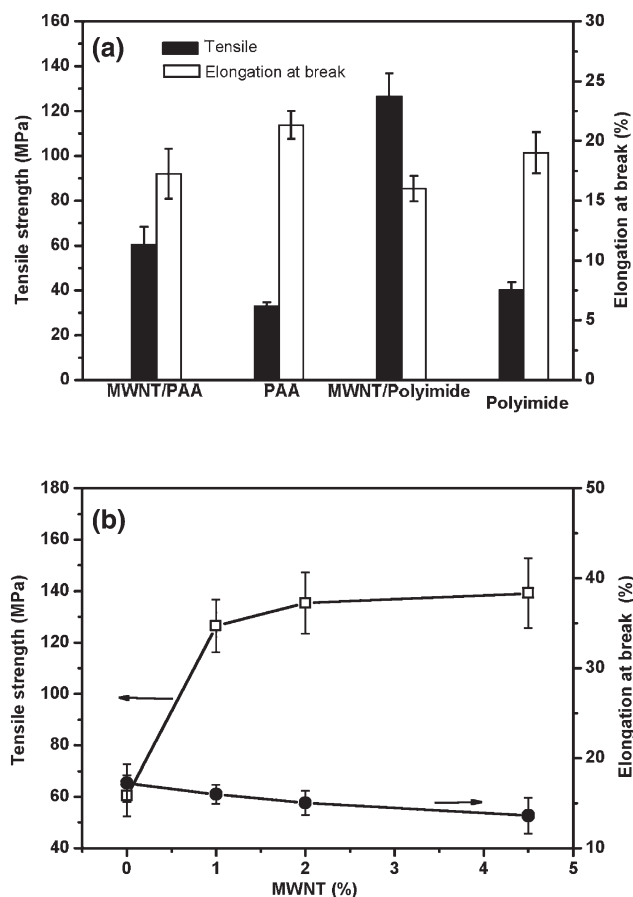 (a)
Tensile
Elongation at break
160
140
120
100
80
60
40
20
0
Tensile strength (MPa)
30
25
20
15
10
5
0
Elongation at break (%)
MWNT/PAA PAA MWNT/Polyimide Polyimide
(b)
180
160
140
120
100
80
60
40
Tensile strength (MPa)
50
40
30
20
10
Elongation at break (%)
0 1 2 3 4 5
MWNT (%)